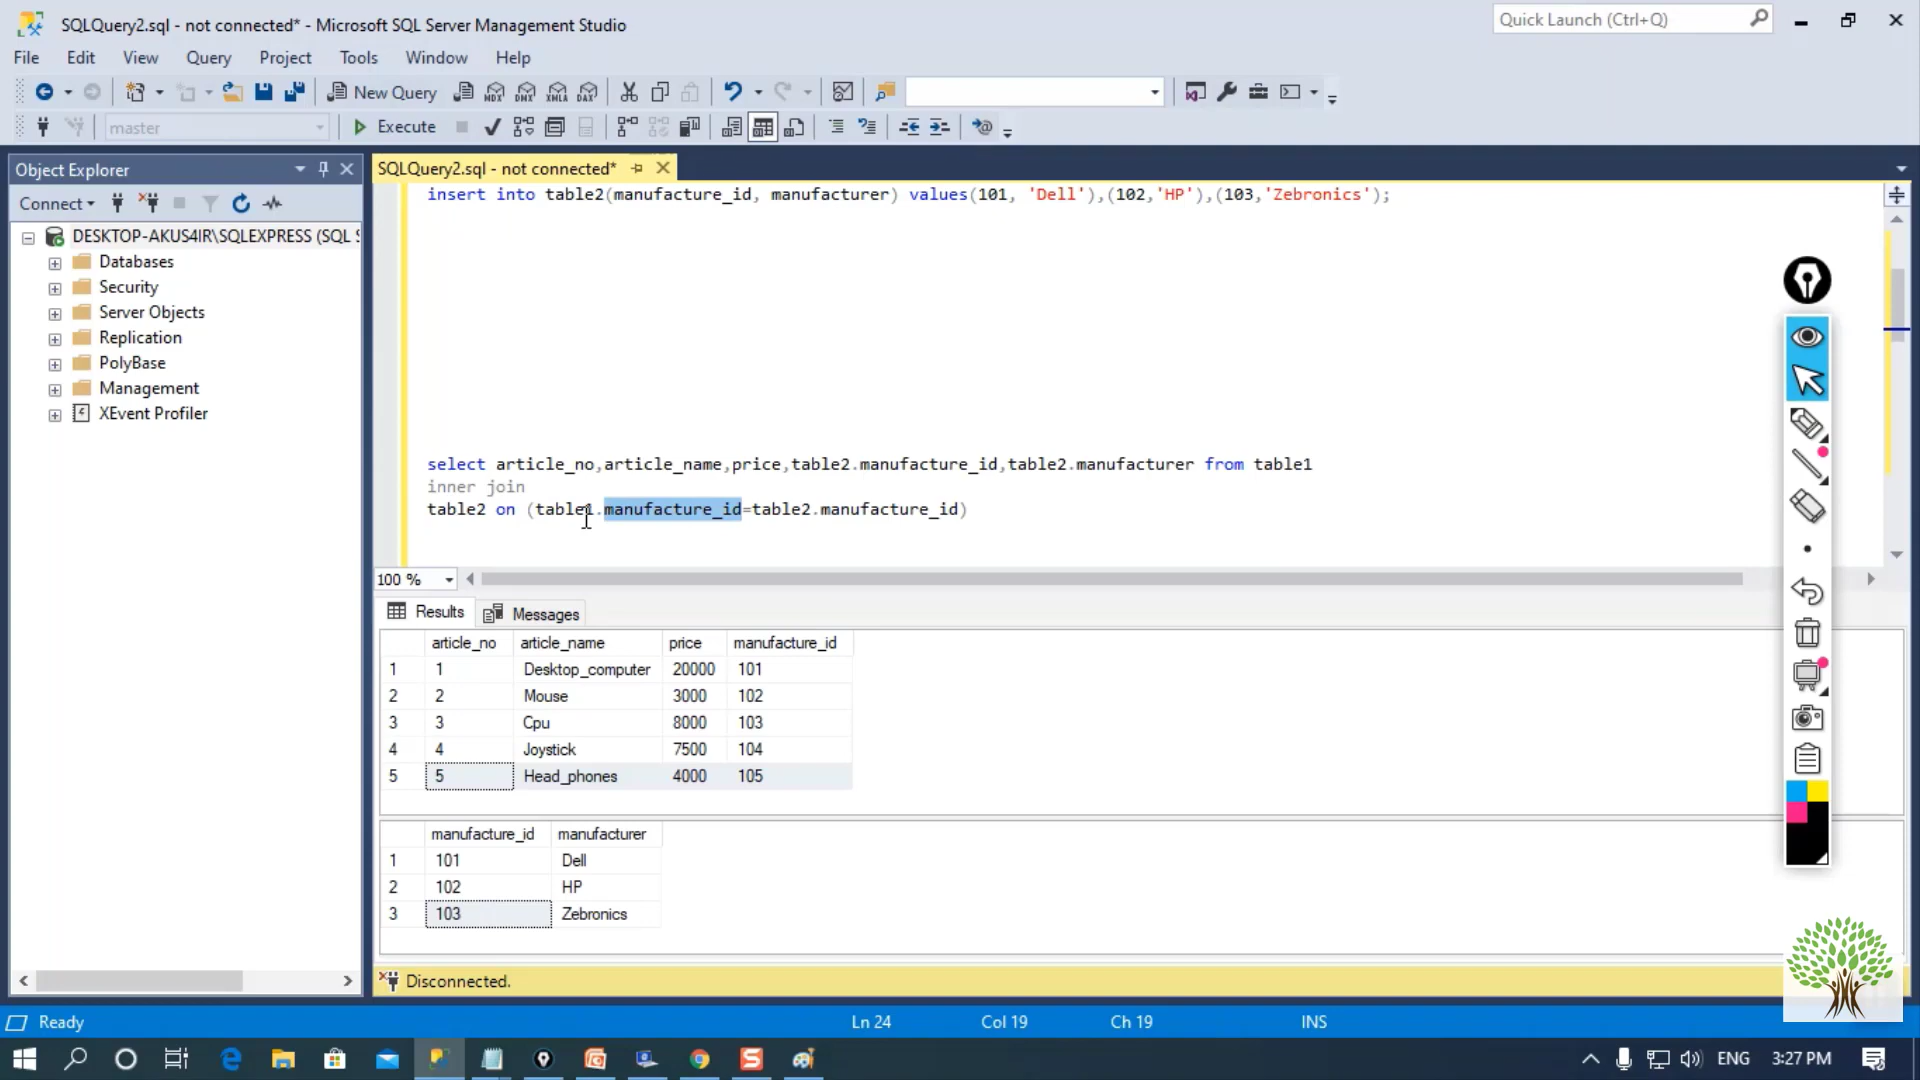 SQLQuery2.sql - not connected* - Microsoft SQL Server Management Studio
Quick Launch (Ctrl+Q)
File Edit View Query Project Tools Window Help
New Query MDX DMX XMLA DAX
master Execute
Object Explorer
SQLQuery2.sql - not connected*
Connect
DESKTOP-AKUS4IR\SQLEXPRESS (SQL S
Databases
Security
Server Objects
Replication
PolyBase
Management
XEvent Profiler
insert into table2(manufacture_id, manufacturer) values(101, 'Dell'),(102,'HP'),(103,'Zebronics');
select article_no,article_name,price,table2.manufacture_id,table2.manufacturer from table1
inner join
table2 on (table1.manufacture_id=table2.manufacture_id)
100 %
Results Messages
article_no article_name price manufacture_id
1 1 Desktop_computer 20000 101
2 2 Mouse 3000 102
3 3 Cpu 8000 103
4 4 Joystick 7500 104
5 5 Head_phones 4000 105
manufacture_id manufacturer
1 101 Dell
2 102 HP
3 103 Zebronics
Disconnected.
Ready Ln 24 Col 19 Ch 19 INS
ENG 3:27 PM